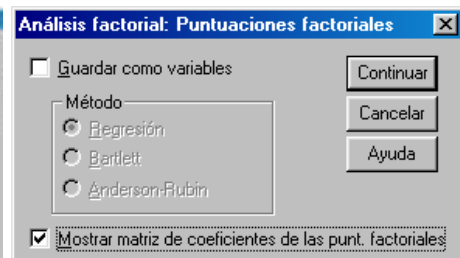 Análisis factorial: Puntuaciones factoriales
Guardar como variables
Continuar
Método
Cancelar
Regresión
Bartlett
Ayuda
Anderson-Rubin
Mostrar matriz de coeficientes de las punt. factoriales